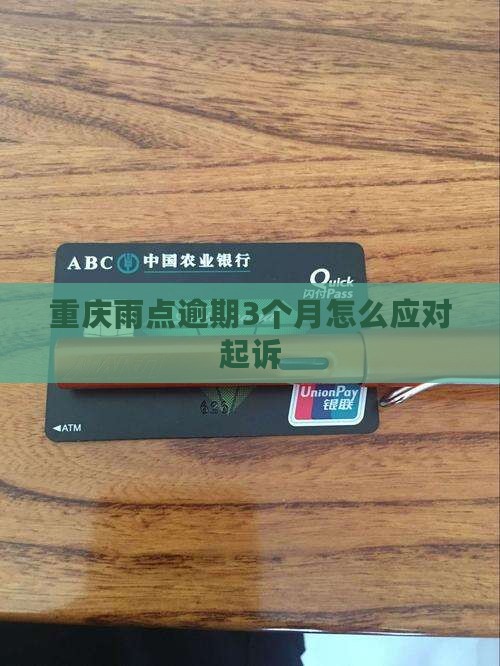 ABC 中国农业银行
Quick
闪付Pass
重庆雨点逾期3个月怎么应对
起诉
UnionPay
银联
◄ATM